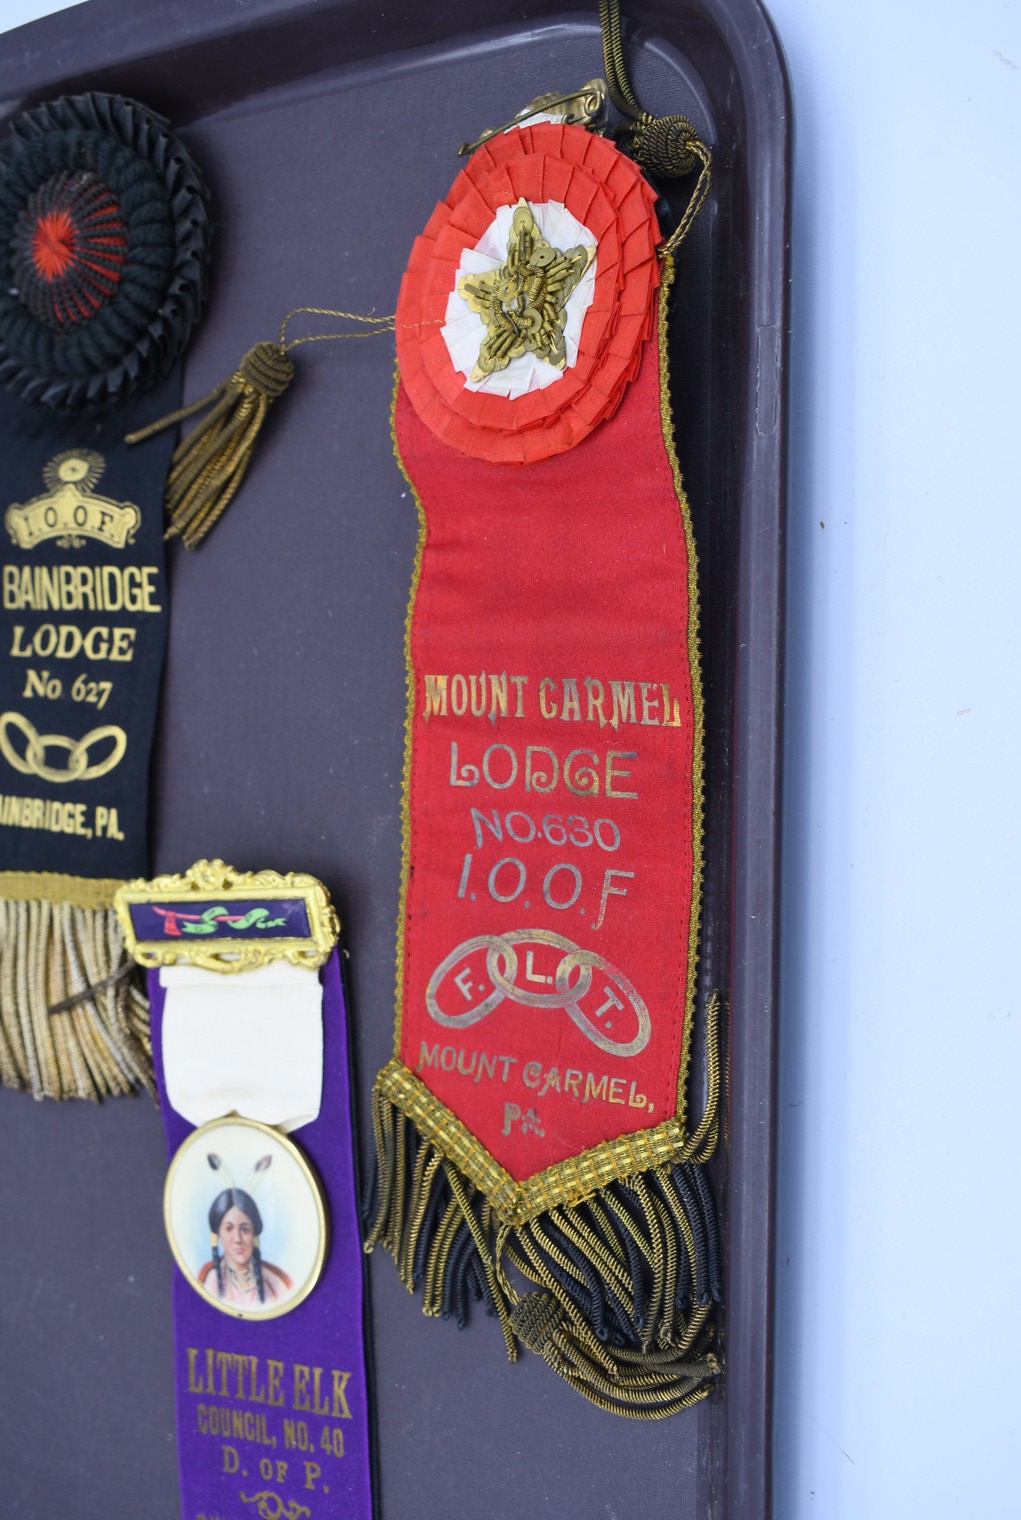 I.O.O.F.
BAINBRIDGE
LODGE
No. 627
AINBRIDGE, PA.
MOUNT CARMEL
LODGE
NO. 630
I.O.O.F
F. L. T.
MOUNT CARMEL,
PA.
LITTLE ELK
COUNCIL, NO. 40
D. OF P.